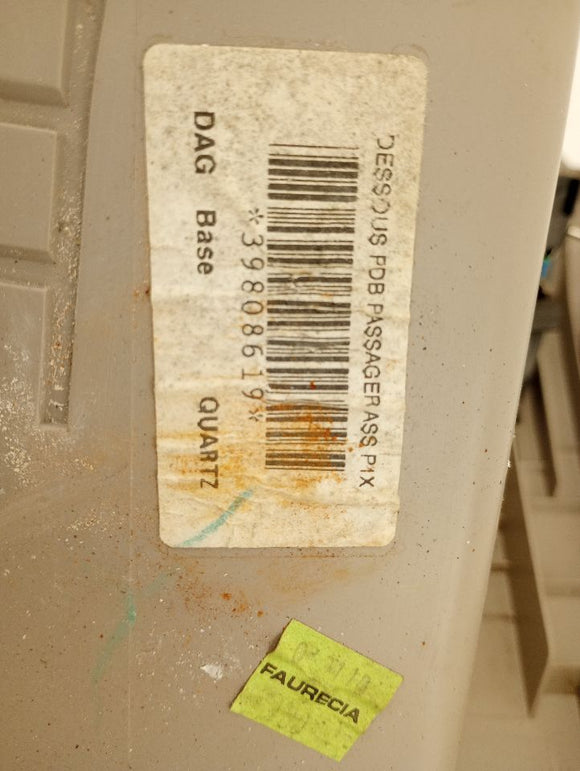 DESSOUS PDB PASSAGER ASS P1X
*39808619*
DAG Base QUARTZ
FAURECIA